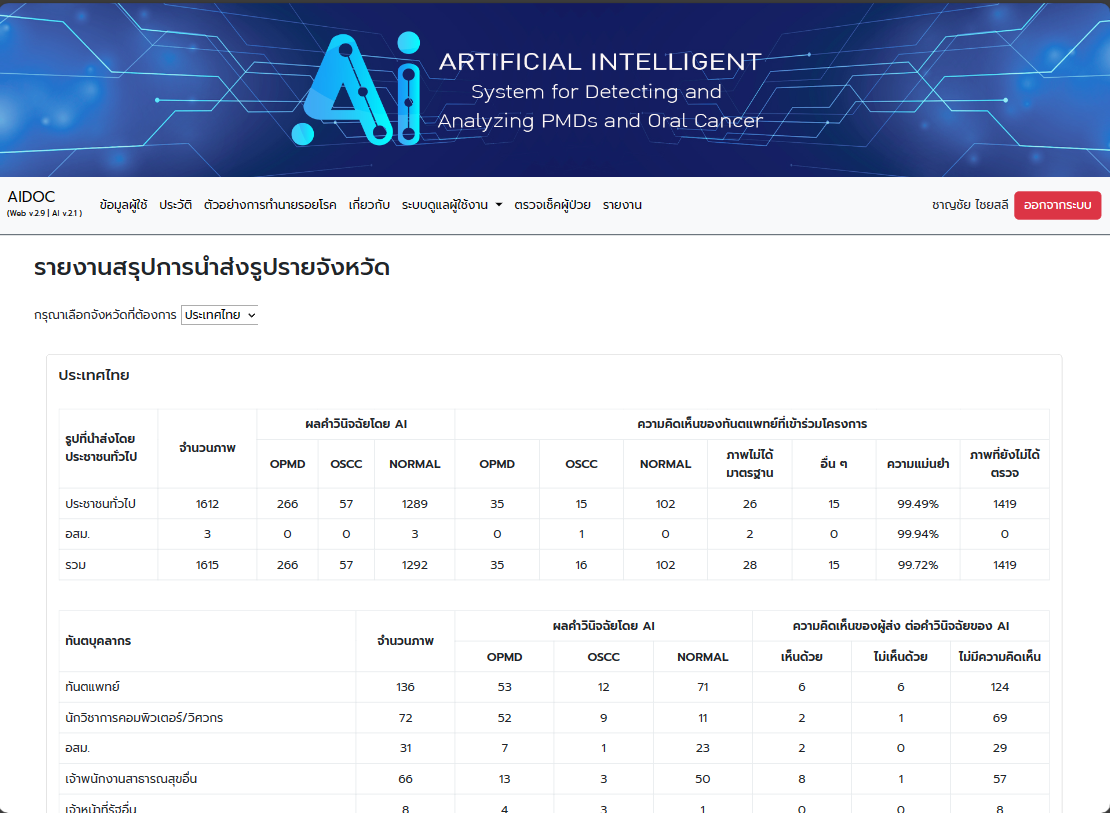 Ai
ARTIFICIAL INTELLIGENT
System for Detecting and
Analyzing PMDs and Oral Cancer
AIDOC
(Web v.2.9 | AI v.2.1 )
ข้อมูลผู้ใช้ ประวัติ ตัวอย่างการทำนายรอยโรค เกี่ยวกับ ระบบดูแลผู้ใช้งาน ตรวจเช็คผู้ป่วย รายงาน ชาญชัย ไชยสลี ออกจากระบบ
รายงานสรุปการนำส่งรูปรายจังหวัด
กรุณาเลือกจังหวัดที่ต้องการ ประเทศไทย
ประเทศไทย
รูปที่นำส่งโดย
ประชาชนทั่วไป
จำนวนภาพ
ผลคำวินิจฉัยโดย AI
ความคิดเห็นของทันตแพทย์ที่เข้าร่วมโครงการ
OPMD OSCC NORMAL OPMD OSCC NORMAL
ภาพไม่ได้
มาตรฐาน
อื่น ๆ
ความแม่นยำ
ภาพที่ยังไม่ได้
ตรวจ
ประชาชนทั่วไป 1612 266 57 1289 35 15 102 26 15 99.49% 1419
อสม. 3 0 0 3 0 1 0 2 0 99.94% 0
รวม 1615 266 57 1292 35 16 102 28 15 99.72% 1419
ทันตบุคลากร
จำนวนภาพ
ผลคำวินิจฉัยโดย AI
ความคิดเห็นของผู้ส่ง ต่อคำวินิจฉัยของ AI
OPMD OSCC NORMAL เห็นด้วย ไม่เห็นด้วย ไม่มีความคิดเห็น
ทันตแพทย์ 136 53 12 71 6 6 124
นักวิชาการคอมพิวเตอร์/วิศวกร 72 52 9 11 2 1 69
อสม. 31 7 1 23 2 0 29
เจ้าพนักงานสาธารณสุขอื่น 66 13 3 50 8 1 57
เจ้าหน้าที่รัฐอื่น 8 4 3 1 0 0 8